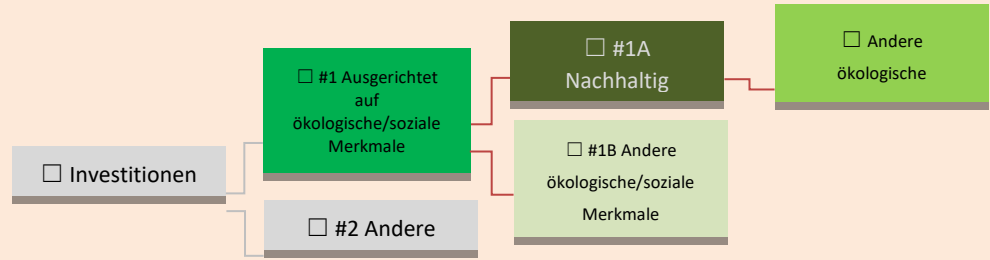 ☐ Investitionen
☐ #1 Ausgerichtet
auf
ökologische/soziale
Merkmale
☐ #2 Andere
☐ #1A
Nachhaltig
☐ #1B Andere
ökologische/soziale
Merkmale
☐ Andere
ökologische